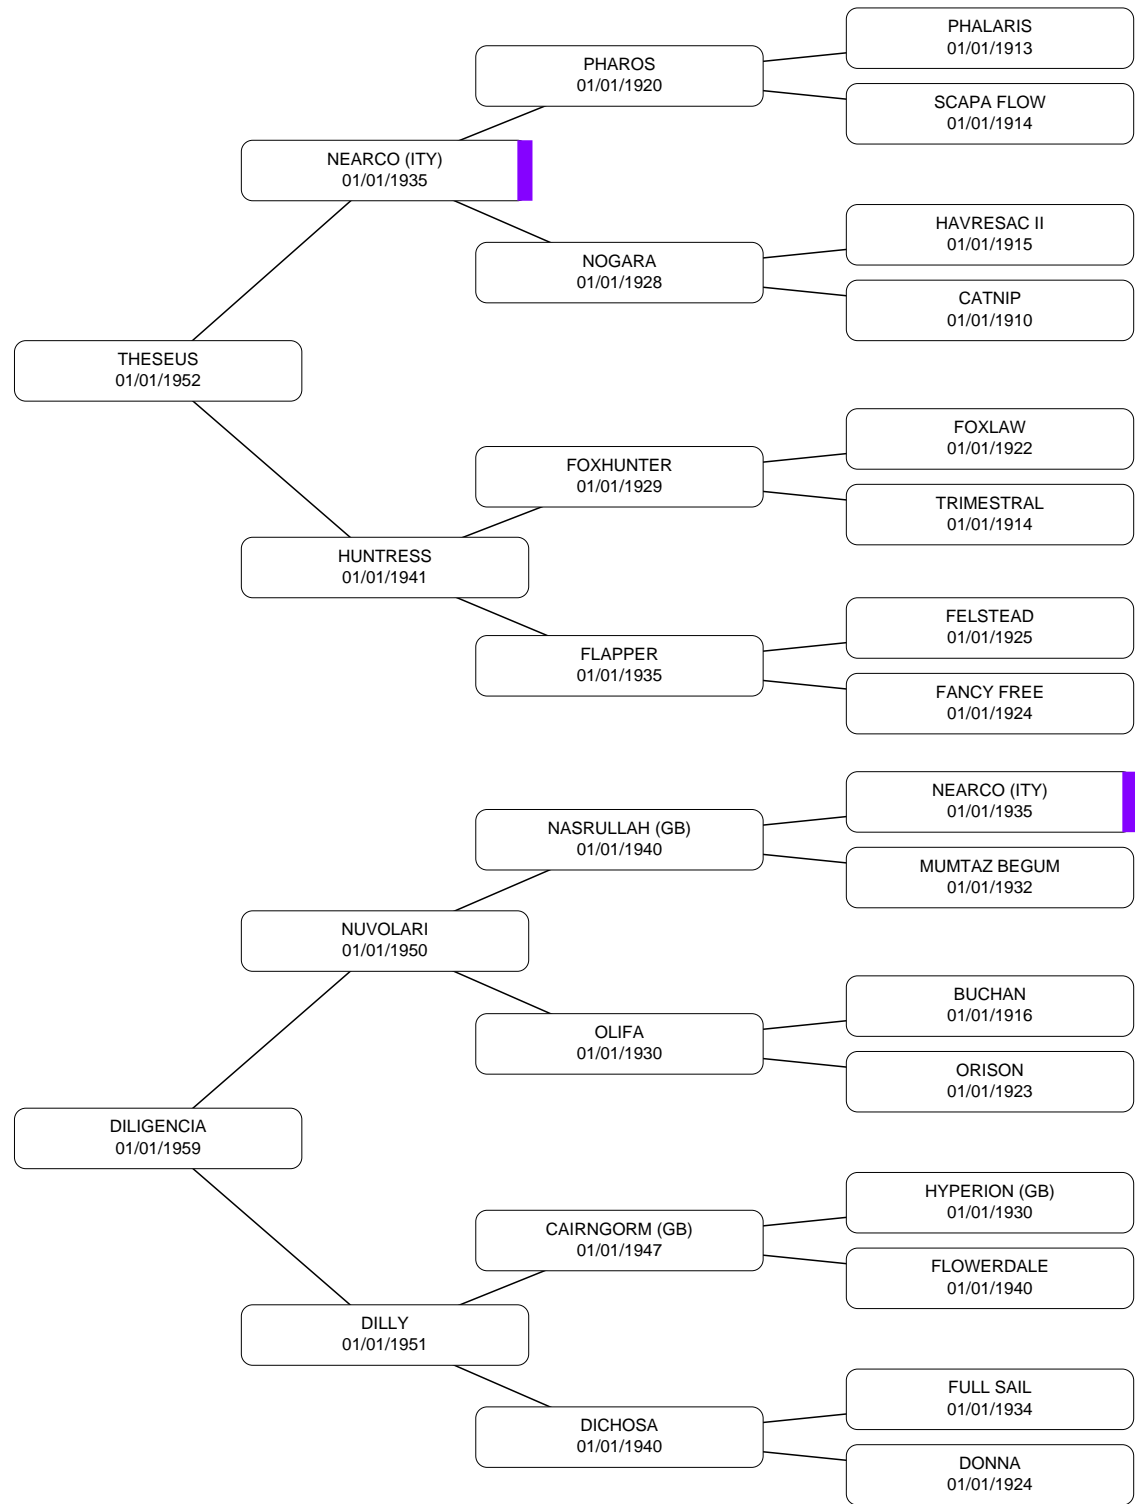 PHALARIS
01/01/1913
PHAROS
01/01/1920
SCAPA FLOW
01/01/1914
NEARCO (ITY)
01/01/1935
HAVRESAC II
01/01/1915
NOGARA
01/01/1928
CATNIP
01/01/1910
THESEUS
01/01/1952
FOXLAW
01/01/1922
FOXHUNTER
01/01/1929
TRIMESTRAL
01/01/1914
HUNTRESS
01/01/1941
FELSTEAD
01/01/1925
FLAPPER
01/01/1935
FANCY FREE
01/01/1924
NEARCO (ITY)
01/01/1935
NASRULLAH (GB)
01/01/1940
MUMTAZ BEGUM
01/01/1932
NUVOLARI
01/01/1950
BUCHAN
01/01/1916
OLIFA
01/01/1930
ORISON
01/01/1923
DILIGENCIA
01/01/1959
HYPERION (GB)
01/01/1930
CAIRNGORM (GB)
01/01/1947
FLOWERDALE
01/01/1940
DILLY
01/01/1951
FULL SAIL
01/01/1934
DICHOSA
01/01/1940
DONNA
01/01/1924